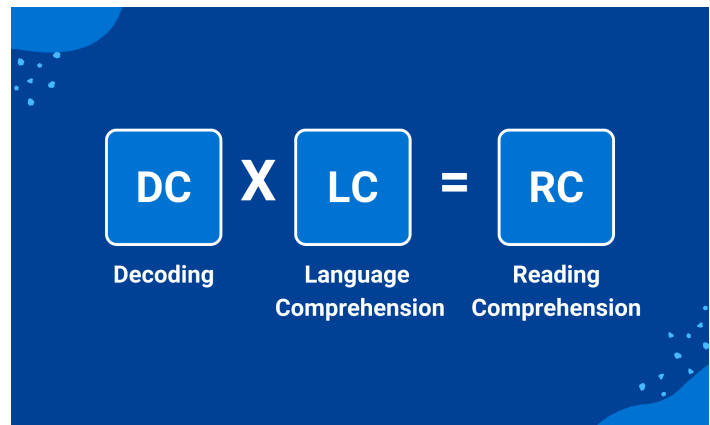 DC X LC = RC
Decoding
Language
Comprehension
Reading
Comprehension